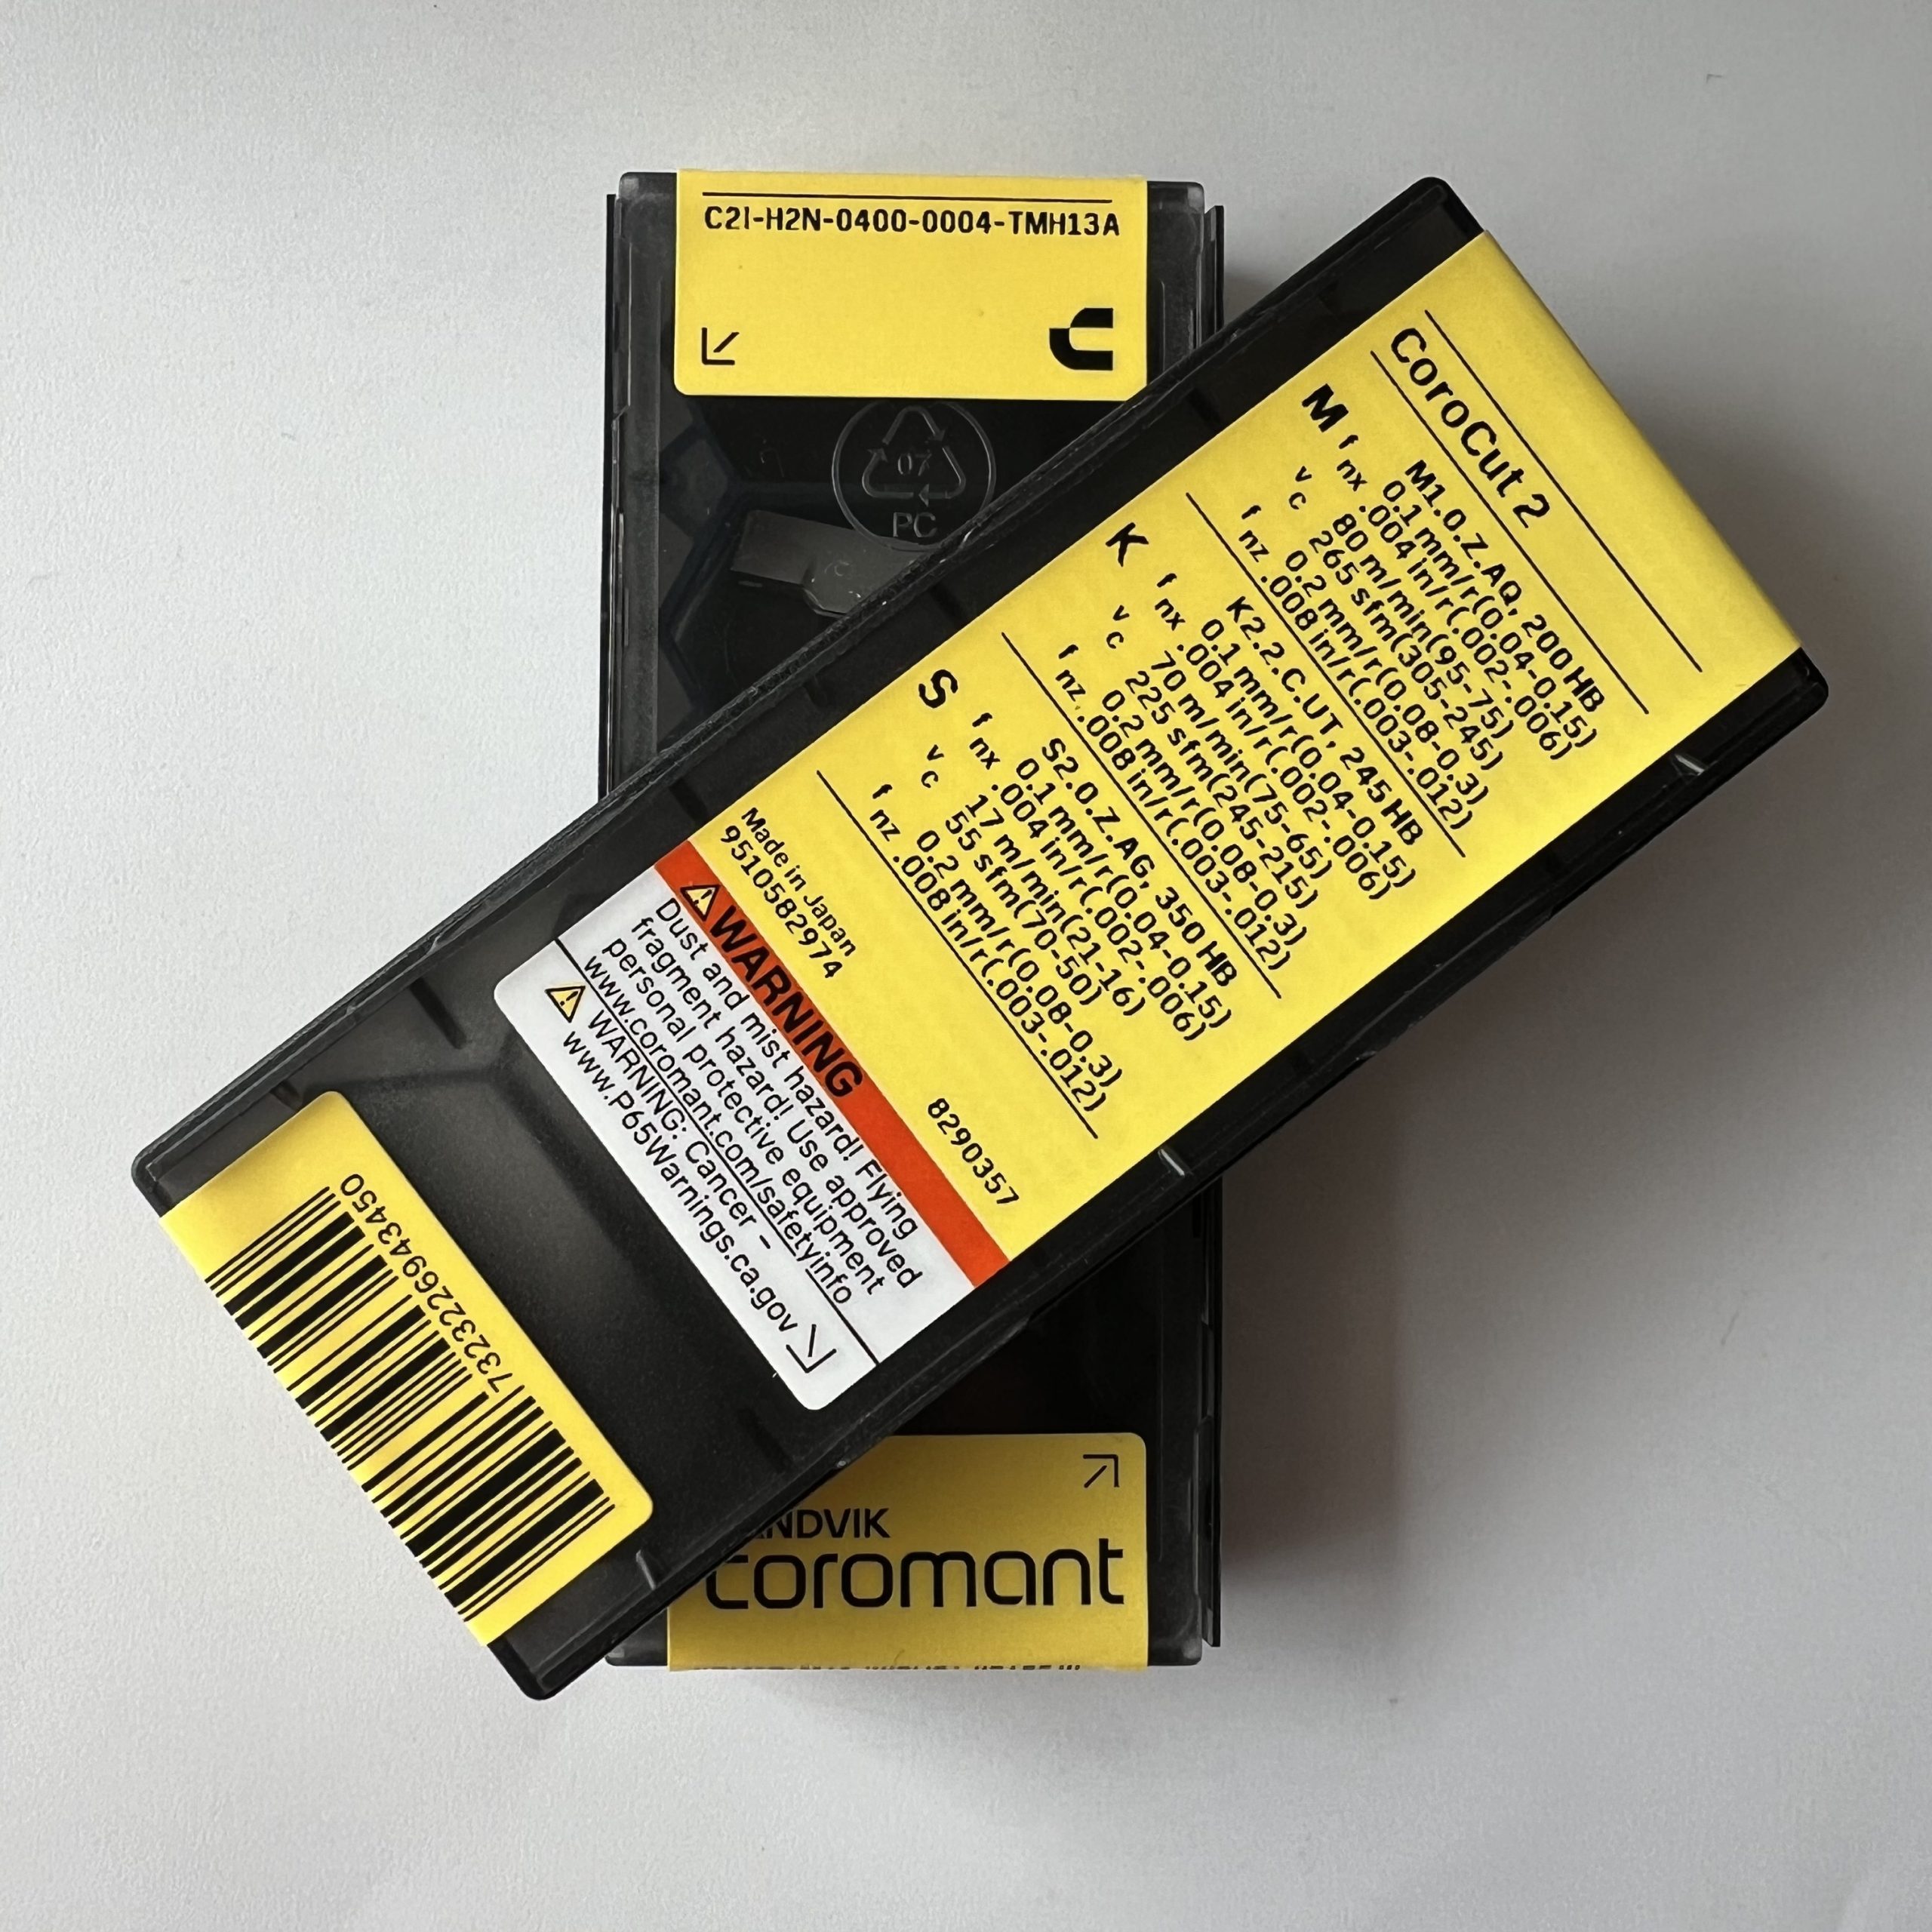 C2I-H2N-0400-0004-TMH13A
07
PC
CoroCut 2
M M1.0.Z.AQ, 200 HB
f nx 0.1 mm/r(0.04-0.15)
.004 in/r(.002-.006)
v c 80 m/min(95-75)
265 sfm(305-245)
f nz 0.2 mm/r(0.08-0.3)
.008 in/r(.003-.012)
K K2.2.C.UT, 245 HB
f nx 0.1 mm/r(0.04-0.15)
.004 in/r(.002-.006)
v c 70 m/min(75-65)
225 sfm(245-215)
f nz 0.2 mm/r(0.08-0.3)
.008 in/r(.003-.012)
S S2.0.Z.AG, 350 HB
f nx 0.1 mm/r(0.04-0.15)
.004 in/r(.002-.006)
v c 17 m/min(21-16)
55 sfm(70-50)
f nz 0.2 mm/r(0.08-0.3)
.008 in/r(.003-.012)
Made in Japan
9510582974 8290357
WARNING
Dust and mist hazard! Flying
fragment hazard! Use approved
personal protective equipment
www.coromant.com/safetyinfo
WARNING: Cancer –
www.P65Warnings.ca.gov
7323226943450
coromant